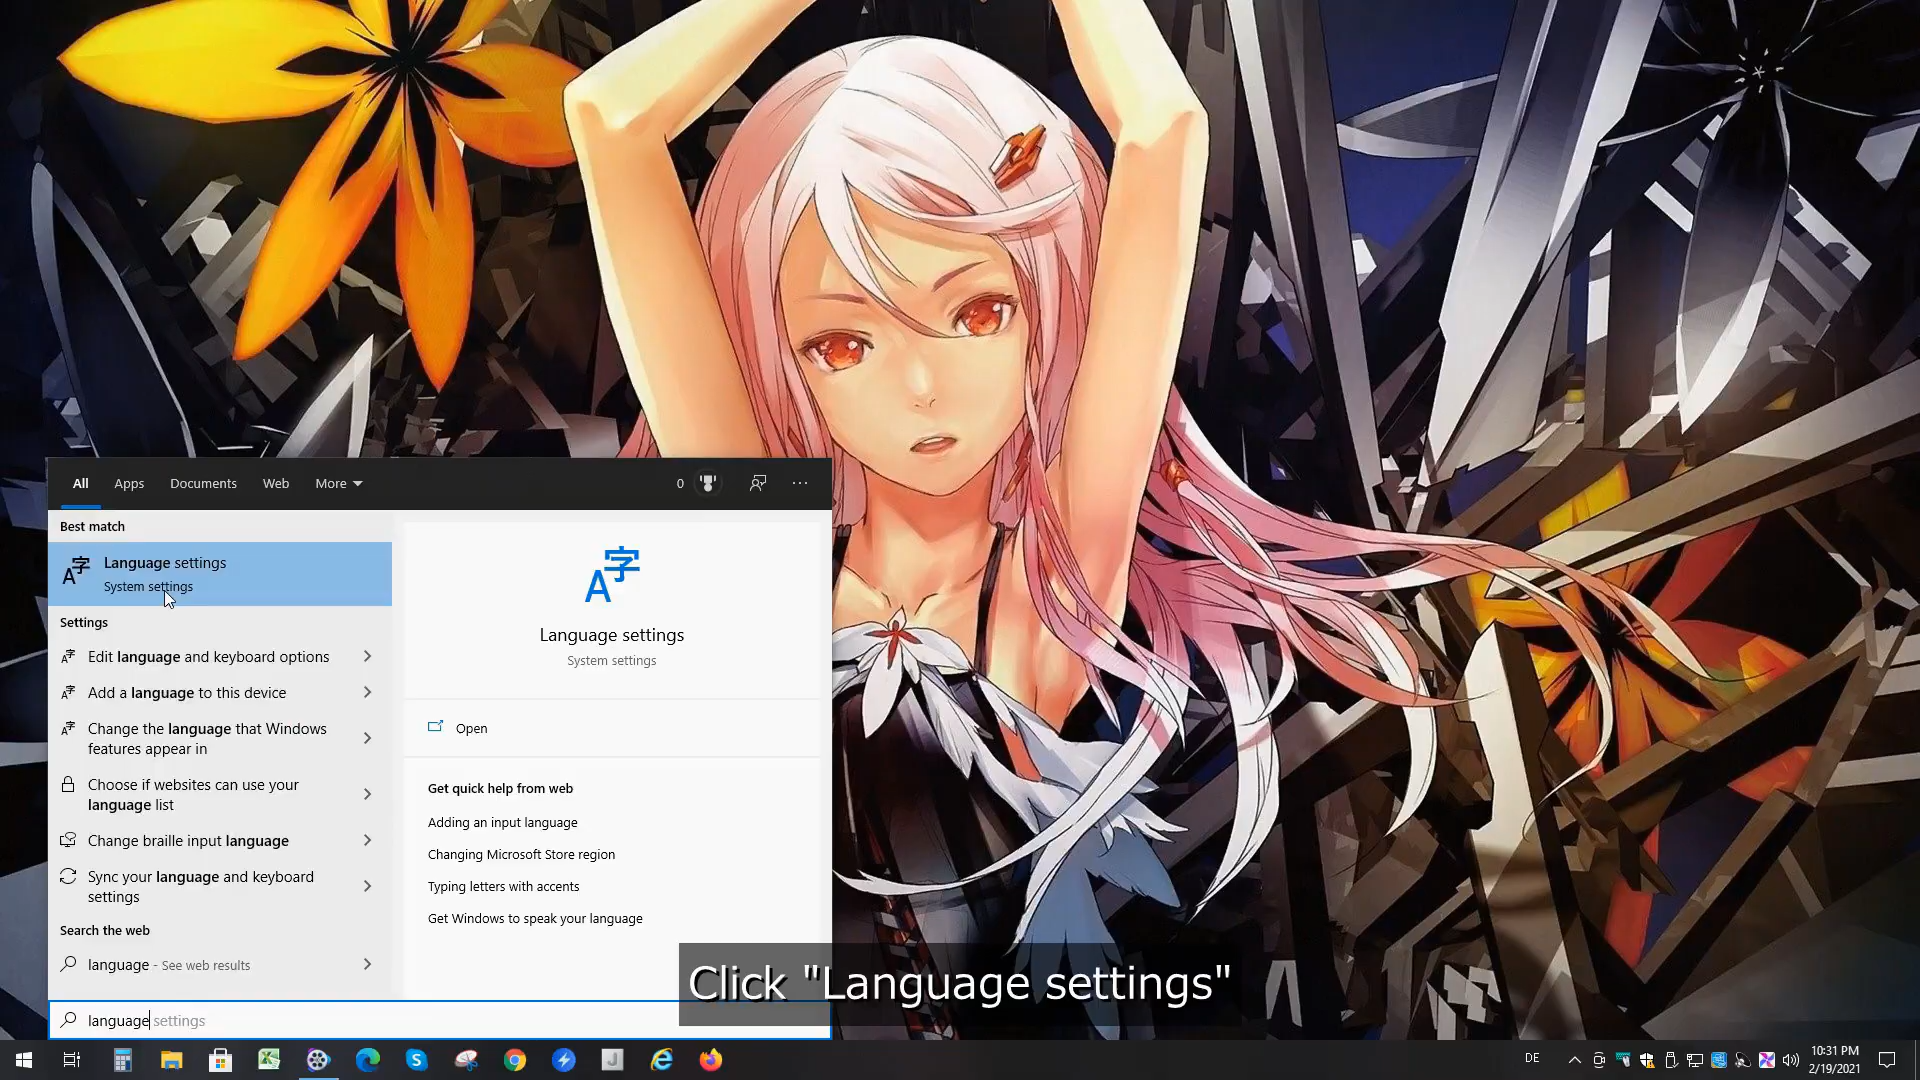 All Apps Documents Web More 0
Best match
Language settings
System settings
Settings
Edit language and keyboard options
Add a language to this device
Change the language that Windows
features appear in
Choose if websites can use your
language list
Change braille input language
Sync your language and keyboard
settings
Search the web
language - See web results
language settings
A字
Language settings
System settings
Open
Get quick help from web
Adding an input language
Changing Microsoft Store region
Typing letters with accents
Get Windows to speak your language
Click "Language settings"
DE
10:31 PM
2/19/2021